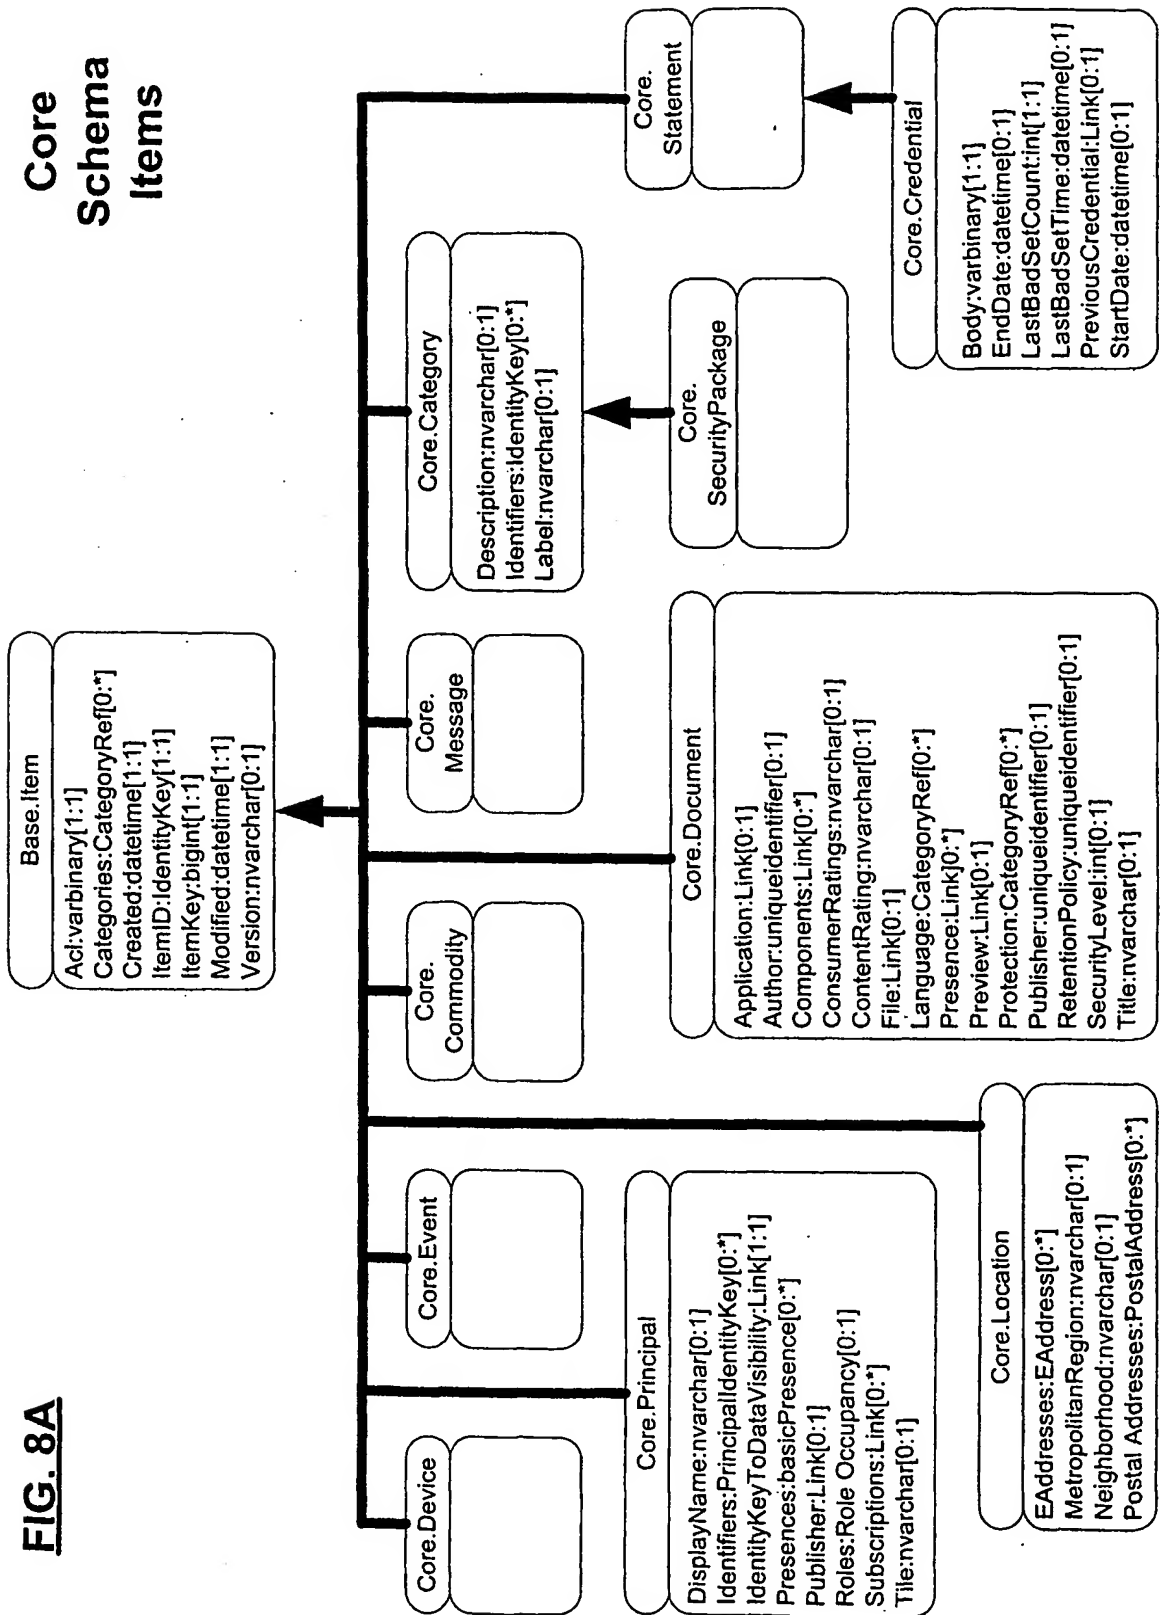 FIG. 8A
Core
Schema
Items
Base.Item
Acl:varbinary[1:1]
Categories:CategoryRef[0:*]
Created:datetime[1:1]
ItemID:IdentityKey[1:1]
ItemKey:bigint[1:1]
Modified:datetime[1:1]
Version:nvarchar[0:1]
Core.Device
Core.Event
Core.
Commodity
Core.
Message
Core.Category
Description:nvarchar[0:1]
Identifiers:IdentityKey[0:*]
Label:nvarchar[0:1]
Core.
Statement
Core.Principal
DisplayName:nvarchar[0:1]
Identifiers:PrincipalIdentityKey[0:*]
IdentityKeyToDataVisibility:Link[1:1]
Presences:basicPresence[0:*]
Publisher:Link[0:1]
Roles:Role Occupancy[0:1]
Subscriptions:Link[0:*]
Tile:nvarchar[0:1]
Core.Document
Application:Link[0:1]
Author:uniqueidentifier[0:1]
Components:Link[0:*]
ConsumerRatings:nvarchar[0:1]
ContentRating:nvarchar[0:1]
File:Link[0:1]
Language:CategoryRef[0:*]
Presence:Link]0:*]
Preview:Link[0:1]
Protection:CategoryRef[0:*]
Publisher:uniqueidentifier[0:1]
RetentionPolicy:uniqueidentifier[0:1]
SecurityLevel:int[0:1]
Title:nvarchar[0:1]
Core.
SecurityPackage
Core.Credential
Body:varbinary[1:1]
EndDate:datetime[0:1]
LastBadSetCount:int[1:1]
LastBadSetTime:datetime[0:1]
PreviousCredential:Link[0:1]
StartDate:datetime[0:1]
Core.Location
EAddresses:EAddress[0:*]
MetropolitanRegion:nvarchar[0:1]
Neighborhood:nvarchar[0:1]
Postal Addresses:PostalAddress[0:*]